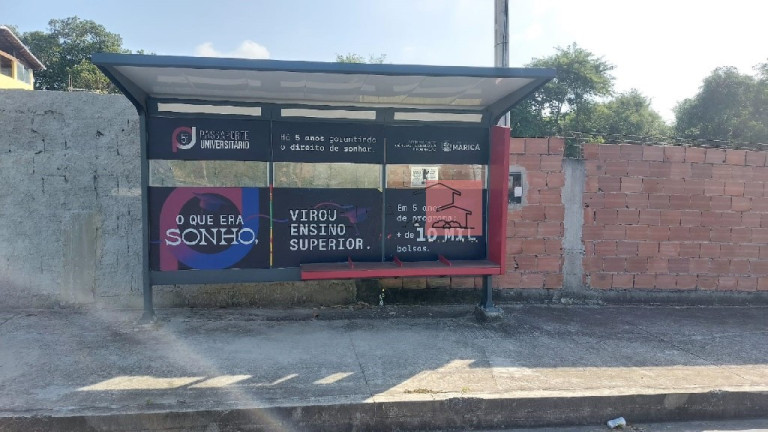 PASSAPORTE
UNIVERSITÁRIO
Há 5 anos garantindo
o direito de sonhar.
MARICÁ
O QUE ERA
SONHO,
VIROU
ENSINO
SUPERIOR.
Em 5 anos
de programa,
+ de 10 MIL
bolsas.